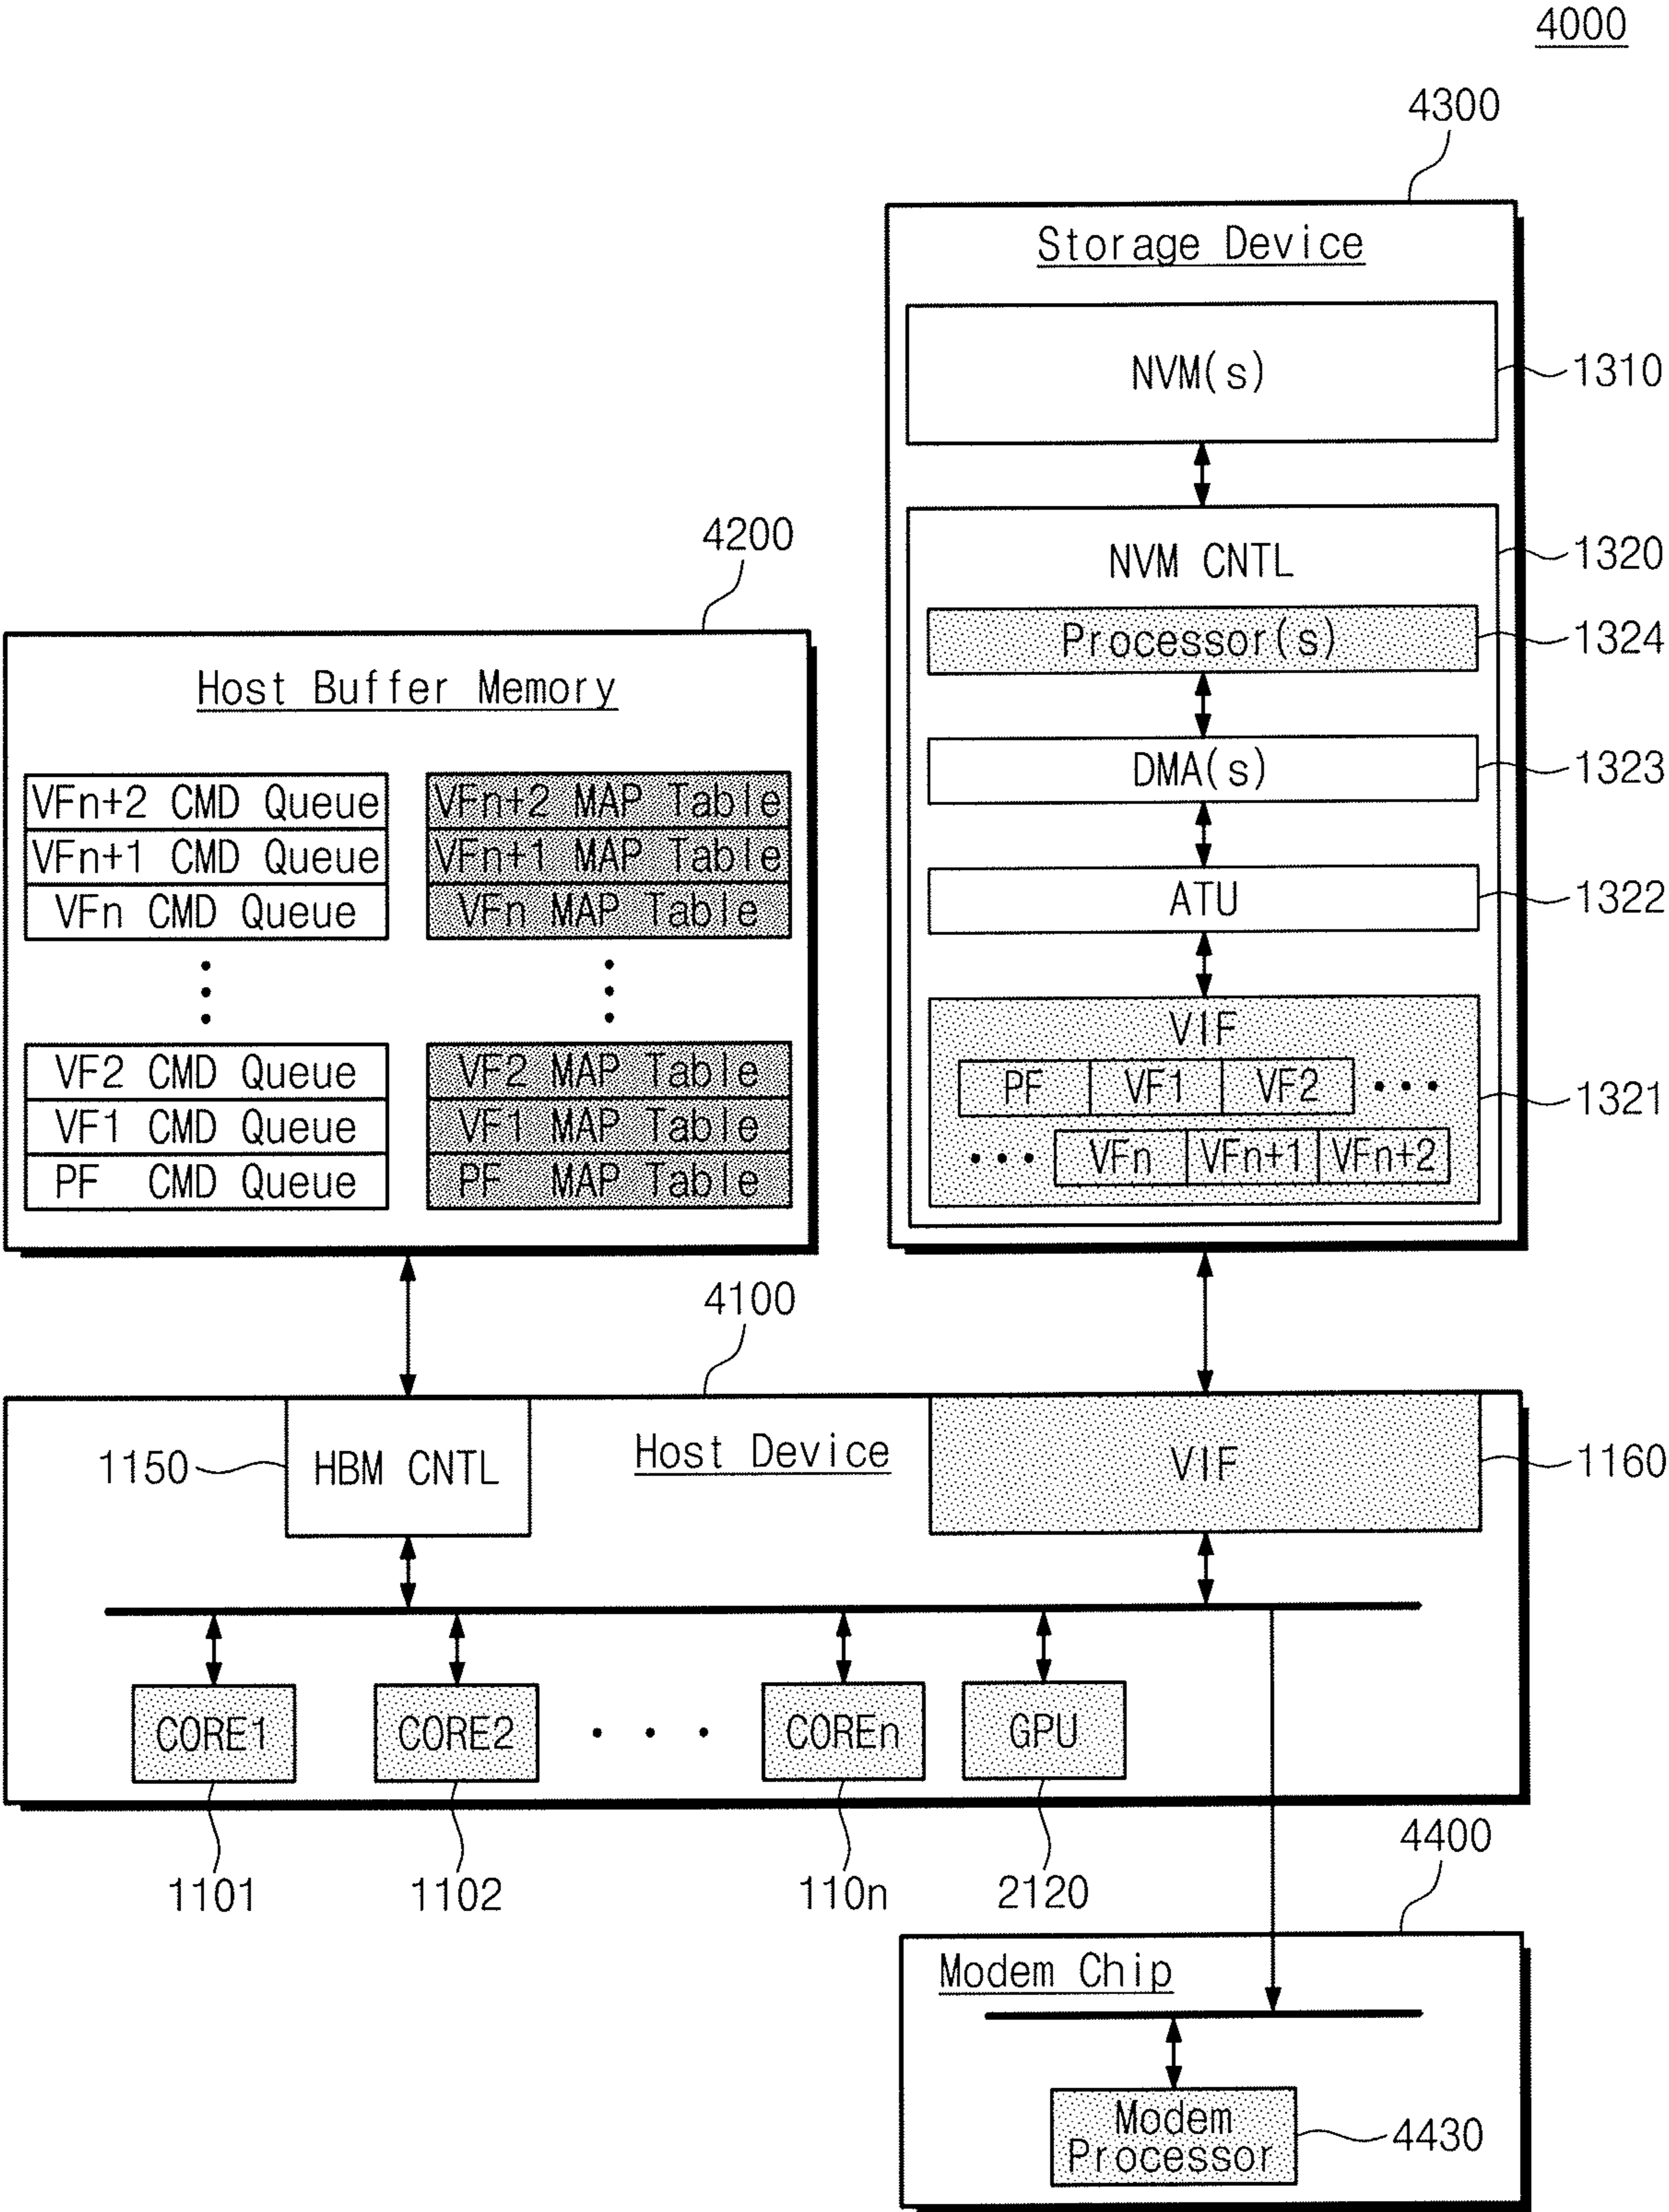 4000
4300
Storage Device
NVM(s)
1310
4200
NVM CNTL
1320
Processor(s)
1324
Host Buffer Memory
DMA(s)
1323
VFn+2 CMD Queue
VFn+2 MAP Table
VFn+1 CMD Queue
VFn+1 MAP Table
VFn CMD Queue
VFn MAP Table
ATU
1322
VIF
VF2 CMD Queue
VF2 MAP Table
PF VF1 VF2
1321
VF1 CMD Queue
VF1 MAP Table
VFn VFn+1 VFn+2
PF CMD Queue
PF MAP Table
4100
1150
HBM CNTL
Host Device
VIF
1160
CORE1
CORE2
COREn
GPU
1101
1102
110n
2120
4400
Modem Chip
Modem
Processor
4430